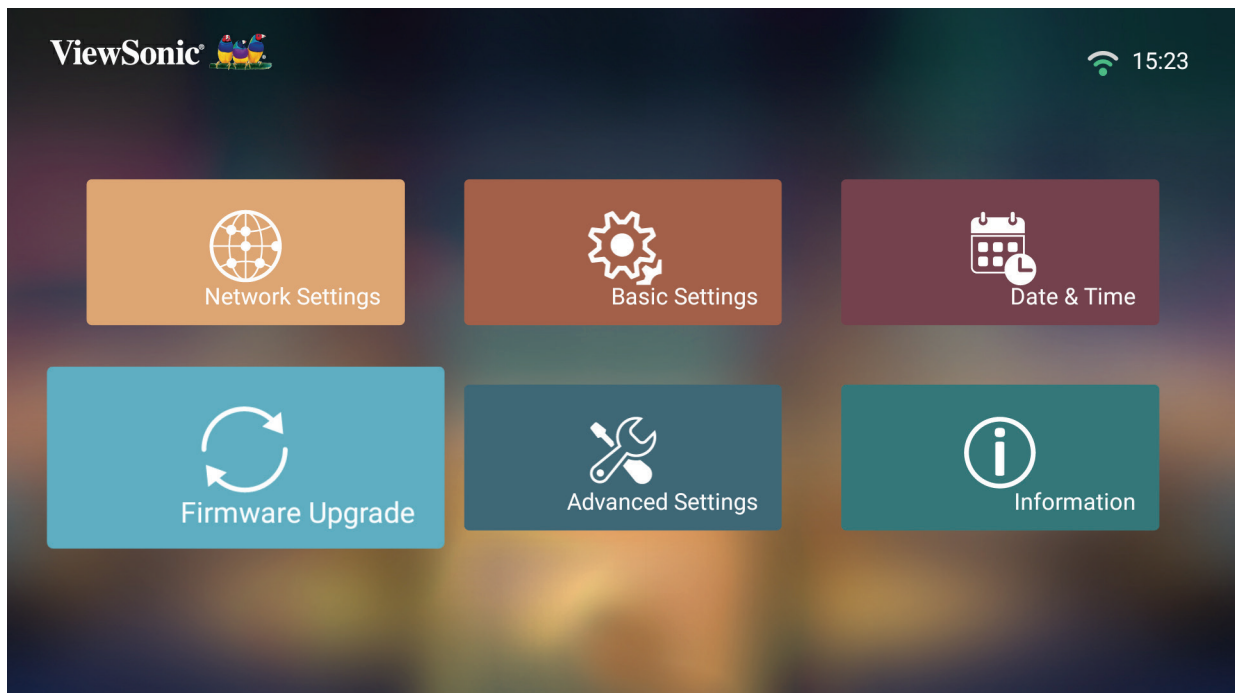 ViewSonic®
15:23
Network Settings
Basic Settings
Date & Time
Firmware Upgrade
Advanced Settings
Information